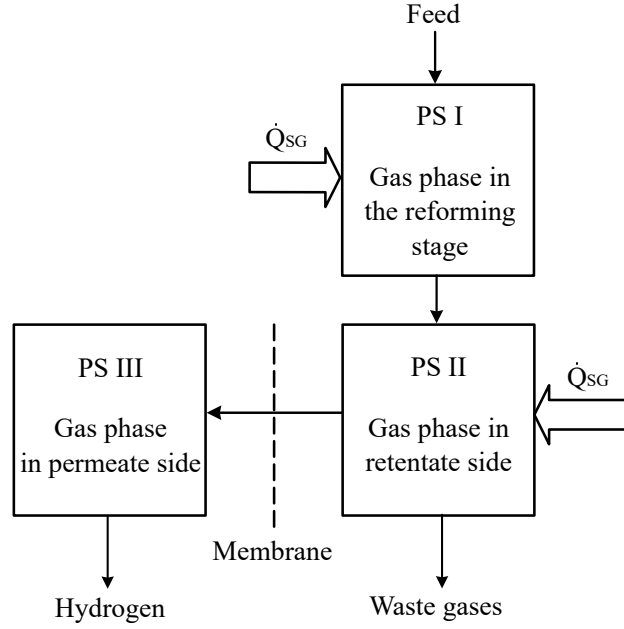 Feed
PS I
Q̇SG
Gas phase in
the reforming
stage
PS III
Gas phase
in permeate side
PS II
Gas phase in
retentate side
Q̇SG
Membrane
Hydrogen
Waste gases